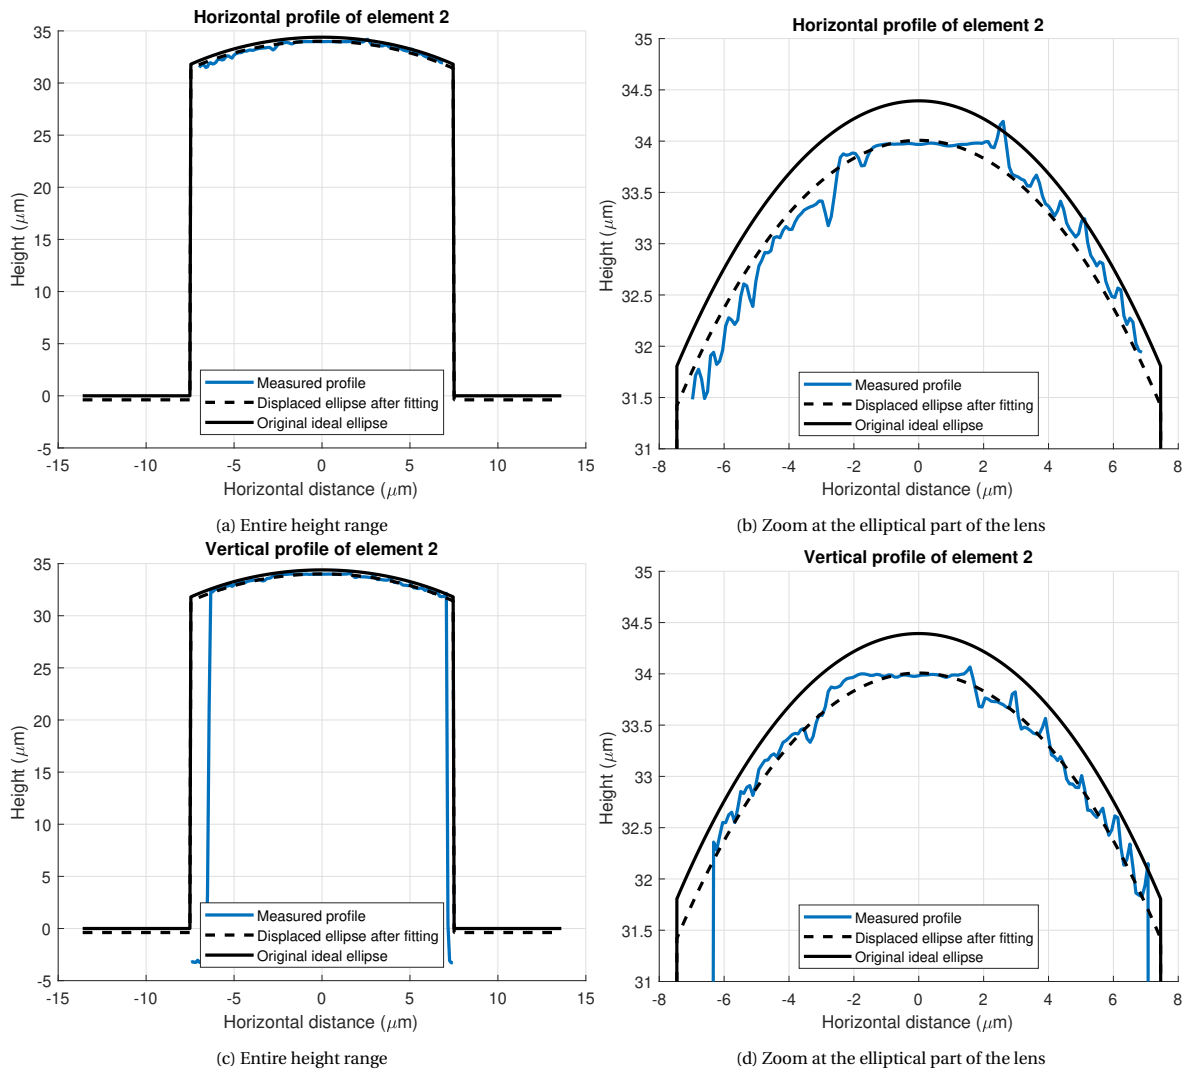 Horizontal profile of element 2
35
30
25
20
15
10
5
0
-5
Height (μm)
Measured profile
Displaced ellipse after fitting
Original ideal ellipse
-15 -10 -5 0 5 10 15
Horizontal distance (μm)
(a) Entire height range
Horizontal profile of element 2
35
34.5
34
33.5
33
32.5
32
31.5
31
Height (μm)
Measured profile
Displaced ellipse after fitting
Original ideal ellipse
-8 -6 -4 -2 0 2 4 6 8
Horizontal distance (μm)
(b) Zoom at the elliptical part of the lens
Vertical profile of element 2
35
30
25
20
15
10
5
0
-5
Height (μm)
Measured profile
Displaced ellipse after fitting
Original ideal ellipse
-15 -10 -5 0 5 10 15
Horizontal distance (μm)
(c) Entire height range
Vertical profile of element 2
35
34.5
34
33.5
33
32.5
32
31.5
31
Height (μm)
Measured profile
Displaced ellipse after fitting
Original ideal ellipse
-8 -6 -4 -2 0 2 4 6 8
Horizontal distance (μm)
(d) Zoom at the elliptical part of the lens